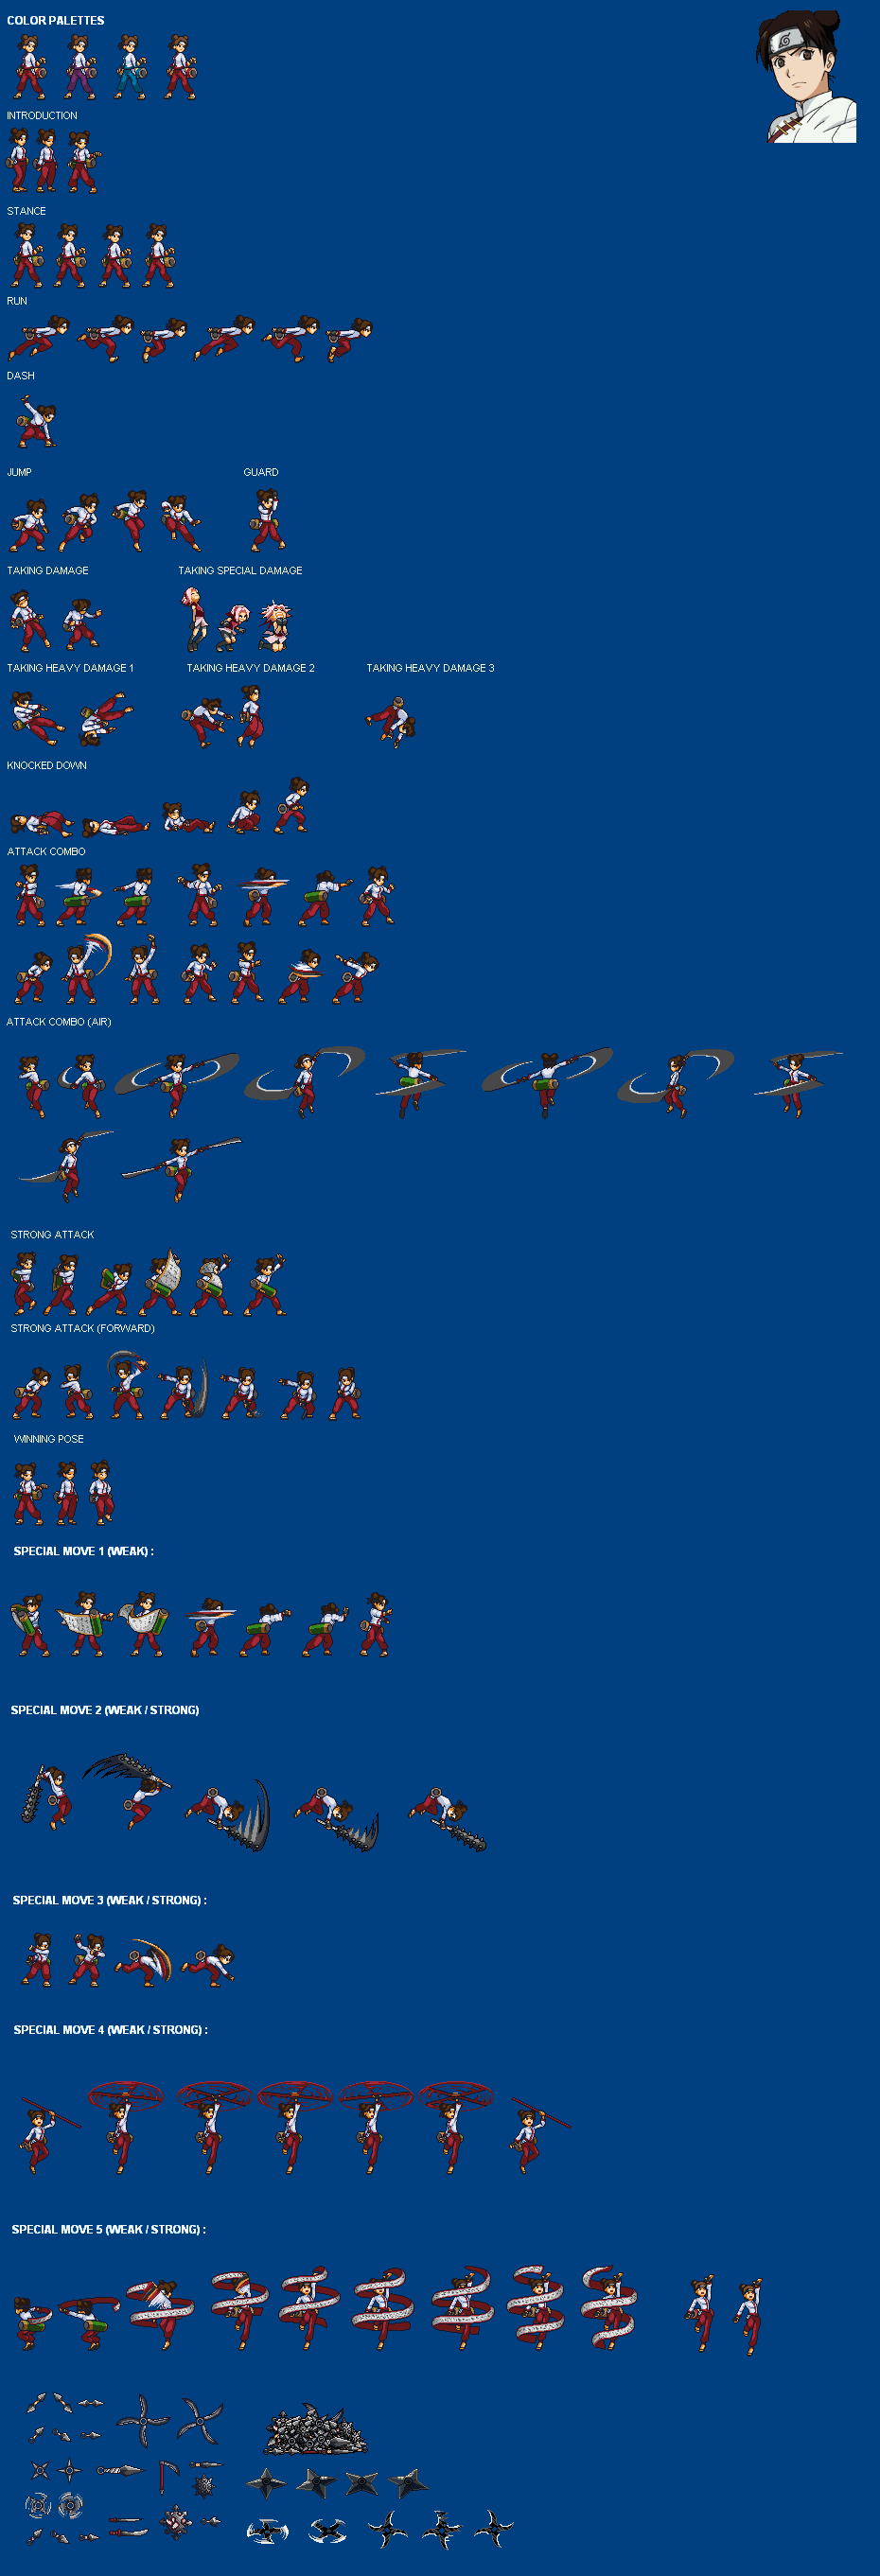 COLOR PALETTES
INTRODUCTION
STANCE
RUN
DASH
JUMP
GUARD
TAKING DAMAGE
TAKING SPECIAL DAMAGE
TAKING HEAVY DAMAGE 1
TAKING HEAVY DAMAGE 2
TAKING HEAVY DAMAGE 3
KNOCKED DOWN
ATTACK COMBO
ATTACK COMBO (AIR)
STRONG ATTACK
STRONG ATTACK (FORWARD)
WINNING POSE
SPECIAL MOVE 1 (WEAK) :
SPECIAL MOVE 2 (WEAK / STRONG)
SPECIAL MOVE 3 (WEAK / STRONG) :
SPECIAL MOVE 4 (WEAK / STRONG) :
SPECIAL MOVE 5 (WEAK / STRONG) :